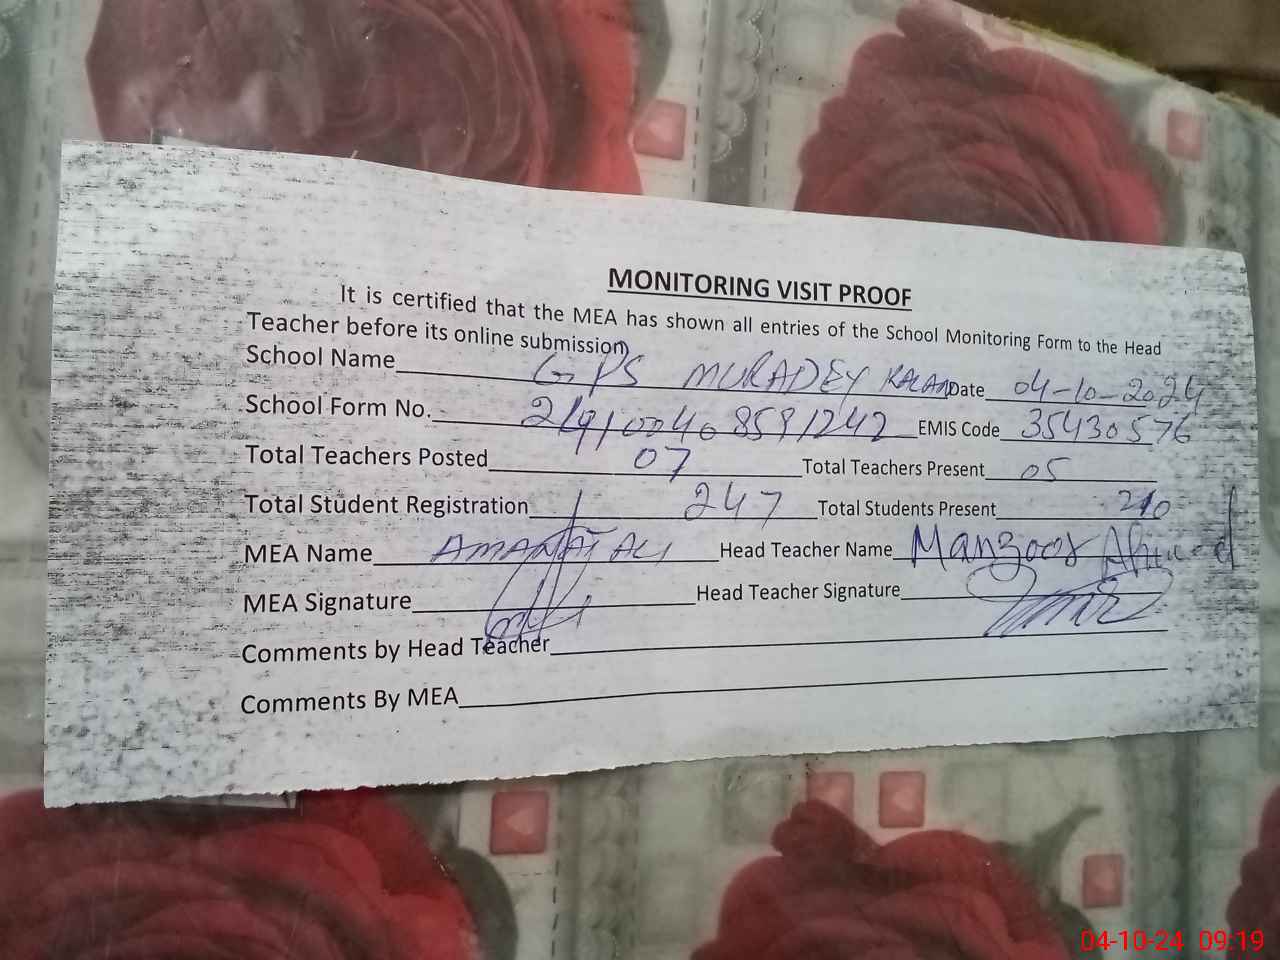 MONITORING VISIT PROOF
It is certified that the MEA has shown all entries of the School Monitoring Form to the Head
Teacher before its online submission
School Name GPS MURADEY KALAN Date 04-10-2024
School Form No. EMIS Code 35430576
Total Teachers Posted 07 Total Teachers Present 05
Total Student Registration 247 Total Students Present 210
MEA Name AMANAT ALI Head Teacher Name Manzoor Ahmed
MEA Signature Head Teacher Signature
Comments by Head Teacher
Comments By MEA
04-10-24 09:19